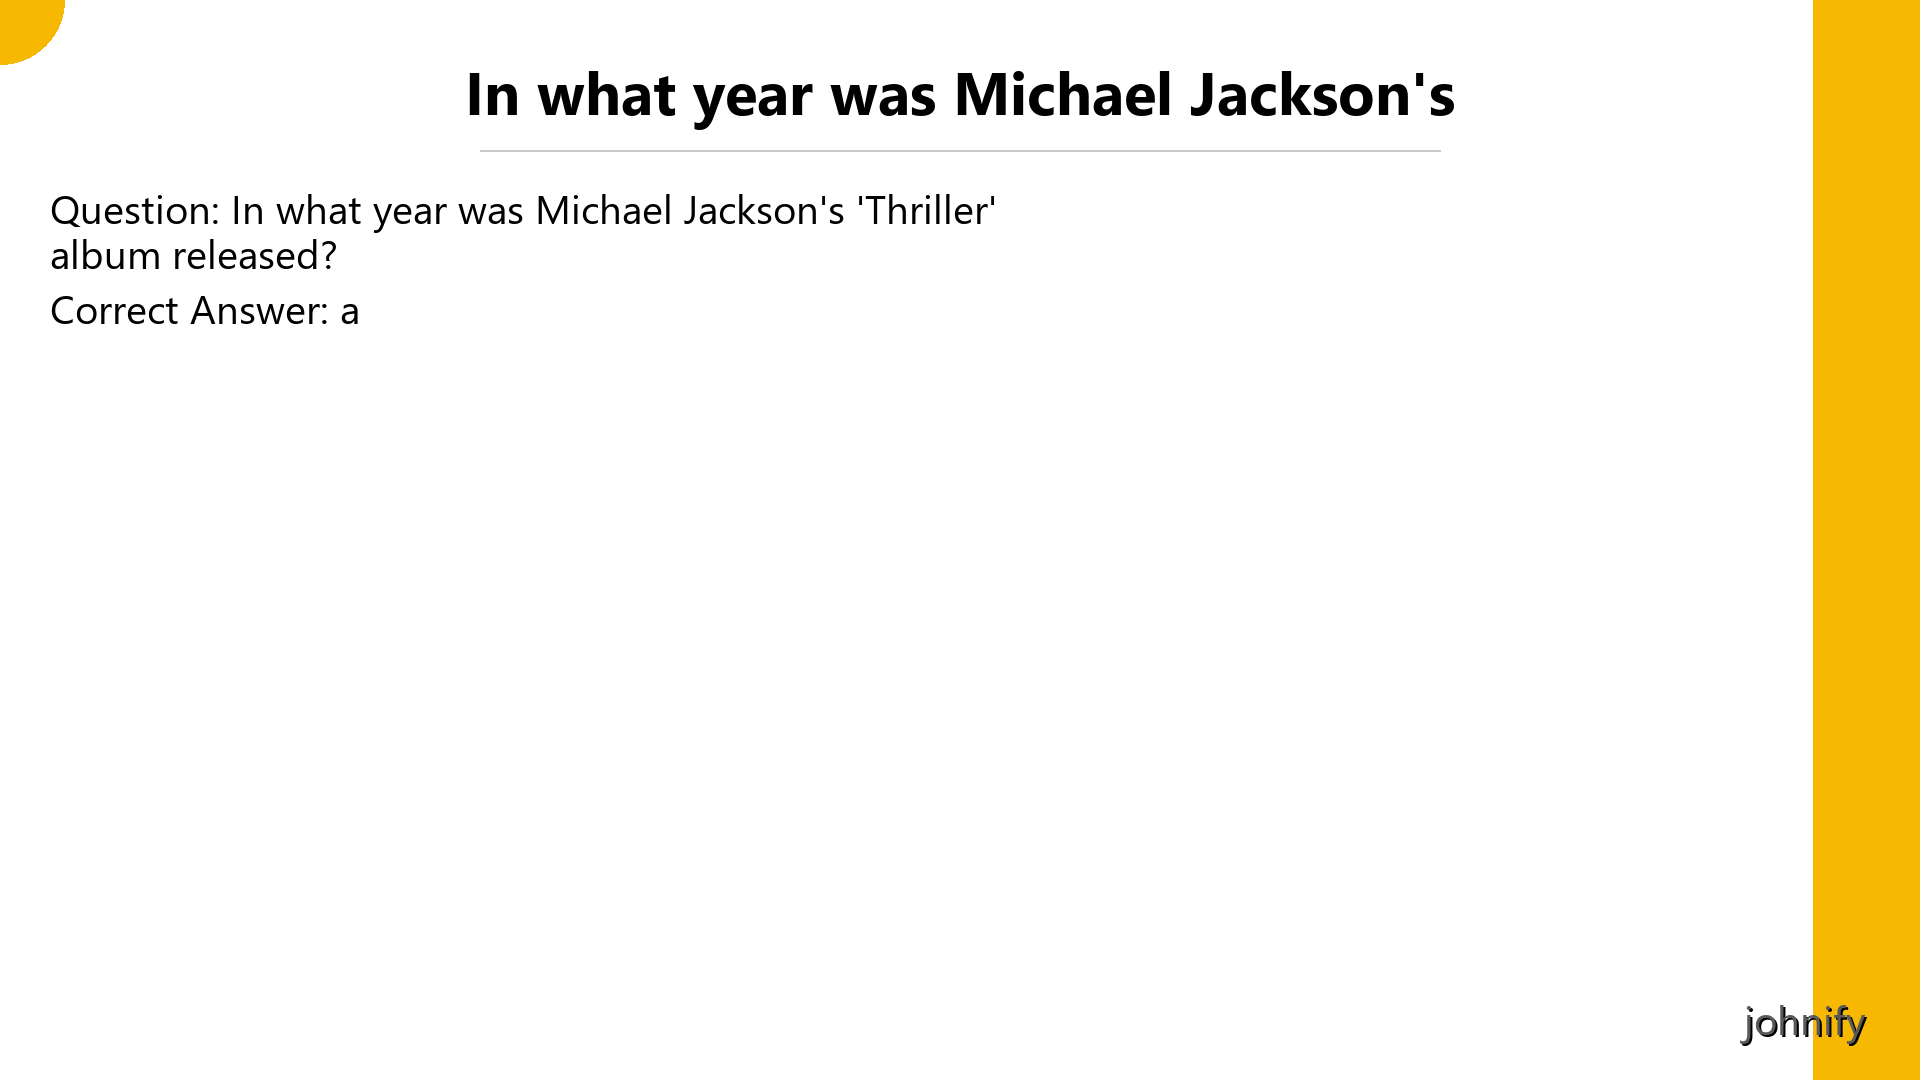 In what year was Michael Jackson's
Question: In what year was Michael Jackson's 'Thriller'
album released?
Correct Answer: a
johnify